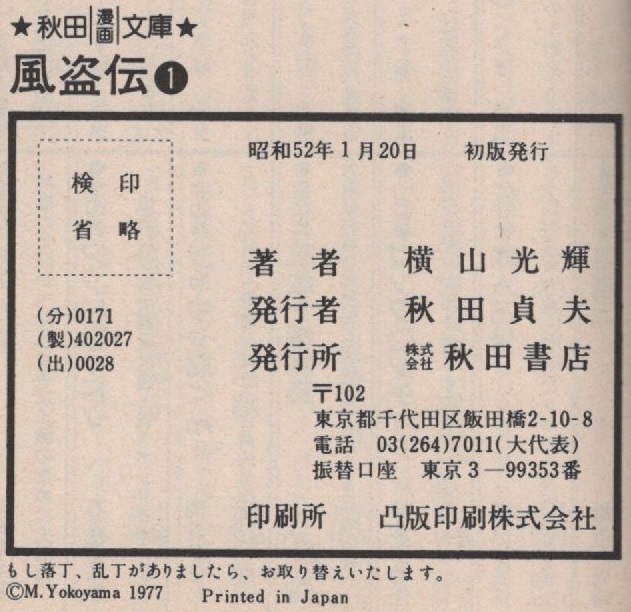 ★秋田漫画文庫★
風盗伝❶
検印
省略
昭和52年1月20日 初版発行
著者 横山光輝
発行者 秋田貞夫
発行所 株式会社 秋田書店
〒102
東京都千代田区飯田橋2-10-8
電話 03(264)7011(大代表)
振替口座 東京3—99353番
印刷所 凸版印刷株式会社
(分)0171
(製)402027
(出)0028
もし落丁、乱丁がありましたら、お取り替えいたします。
©M.Yokoyama 1977 Printed in Japan